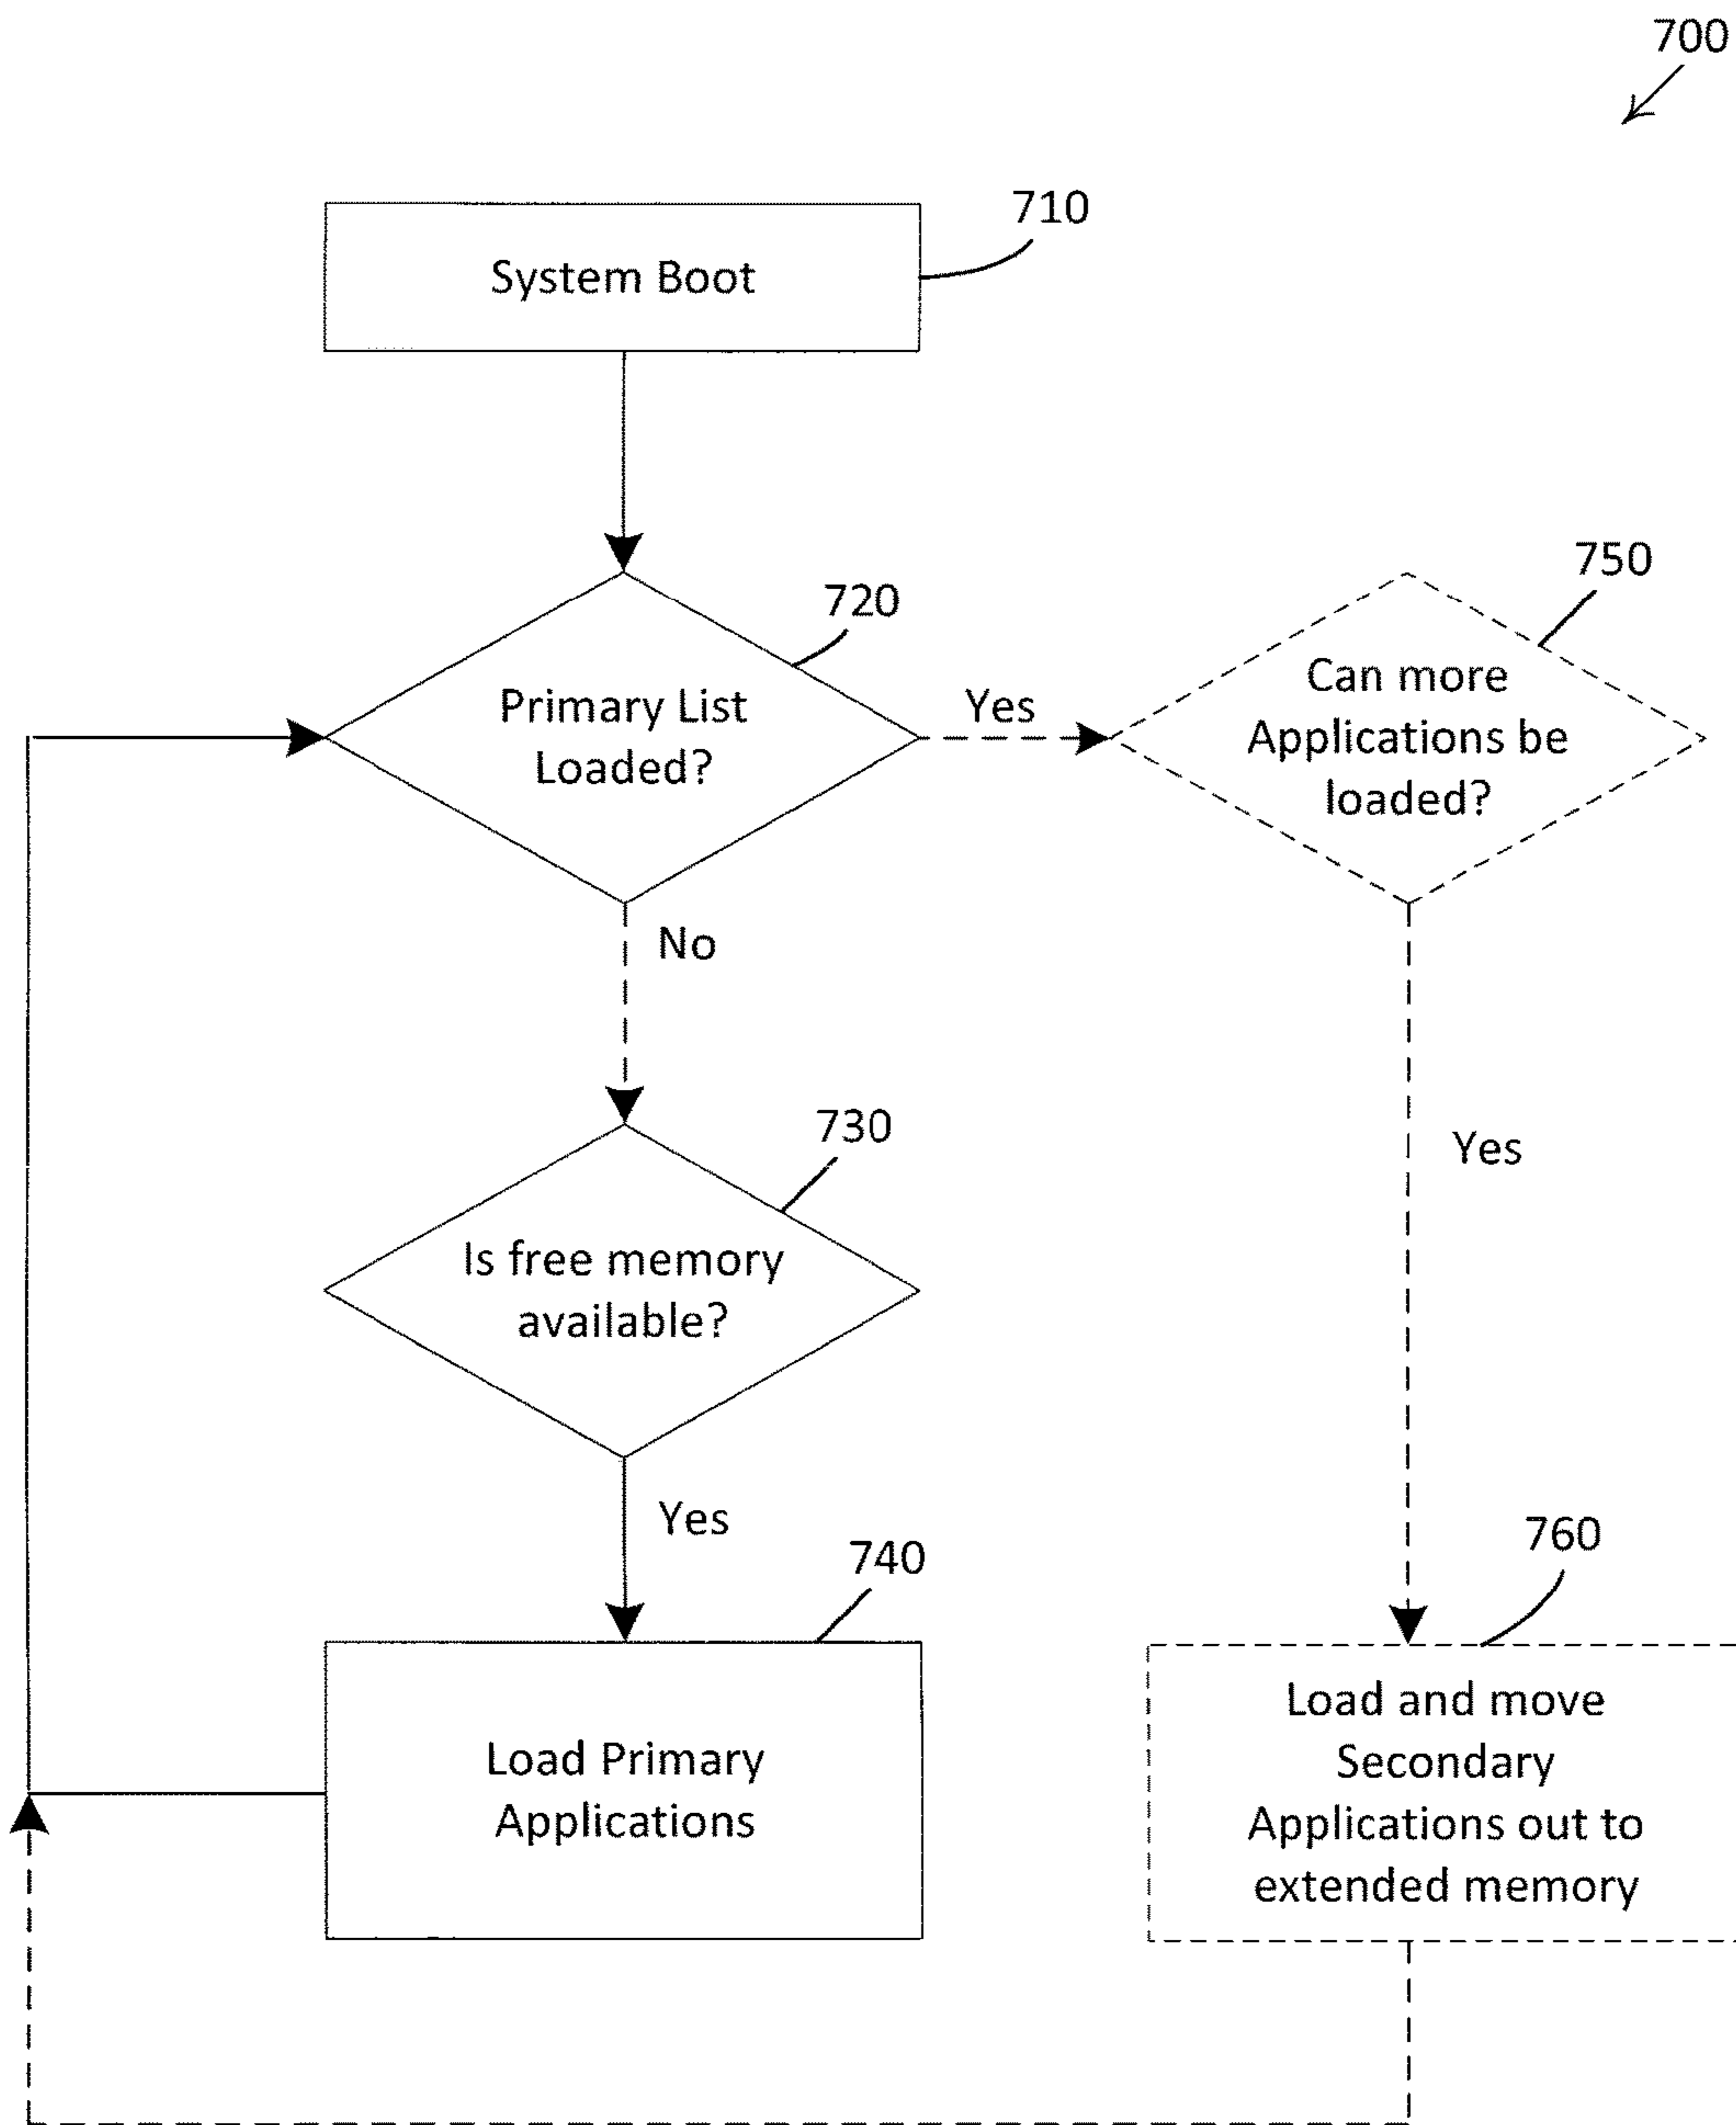 700
710
System Boot
720
Primary List
Loaded?
Yes
750
Can more
Applications be
loaded?
No
730
Is free memory
available?
Yes
Yes
740
Load Primary
Applications
760
Load and move
Secondary
Applications out to
extended memory